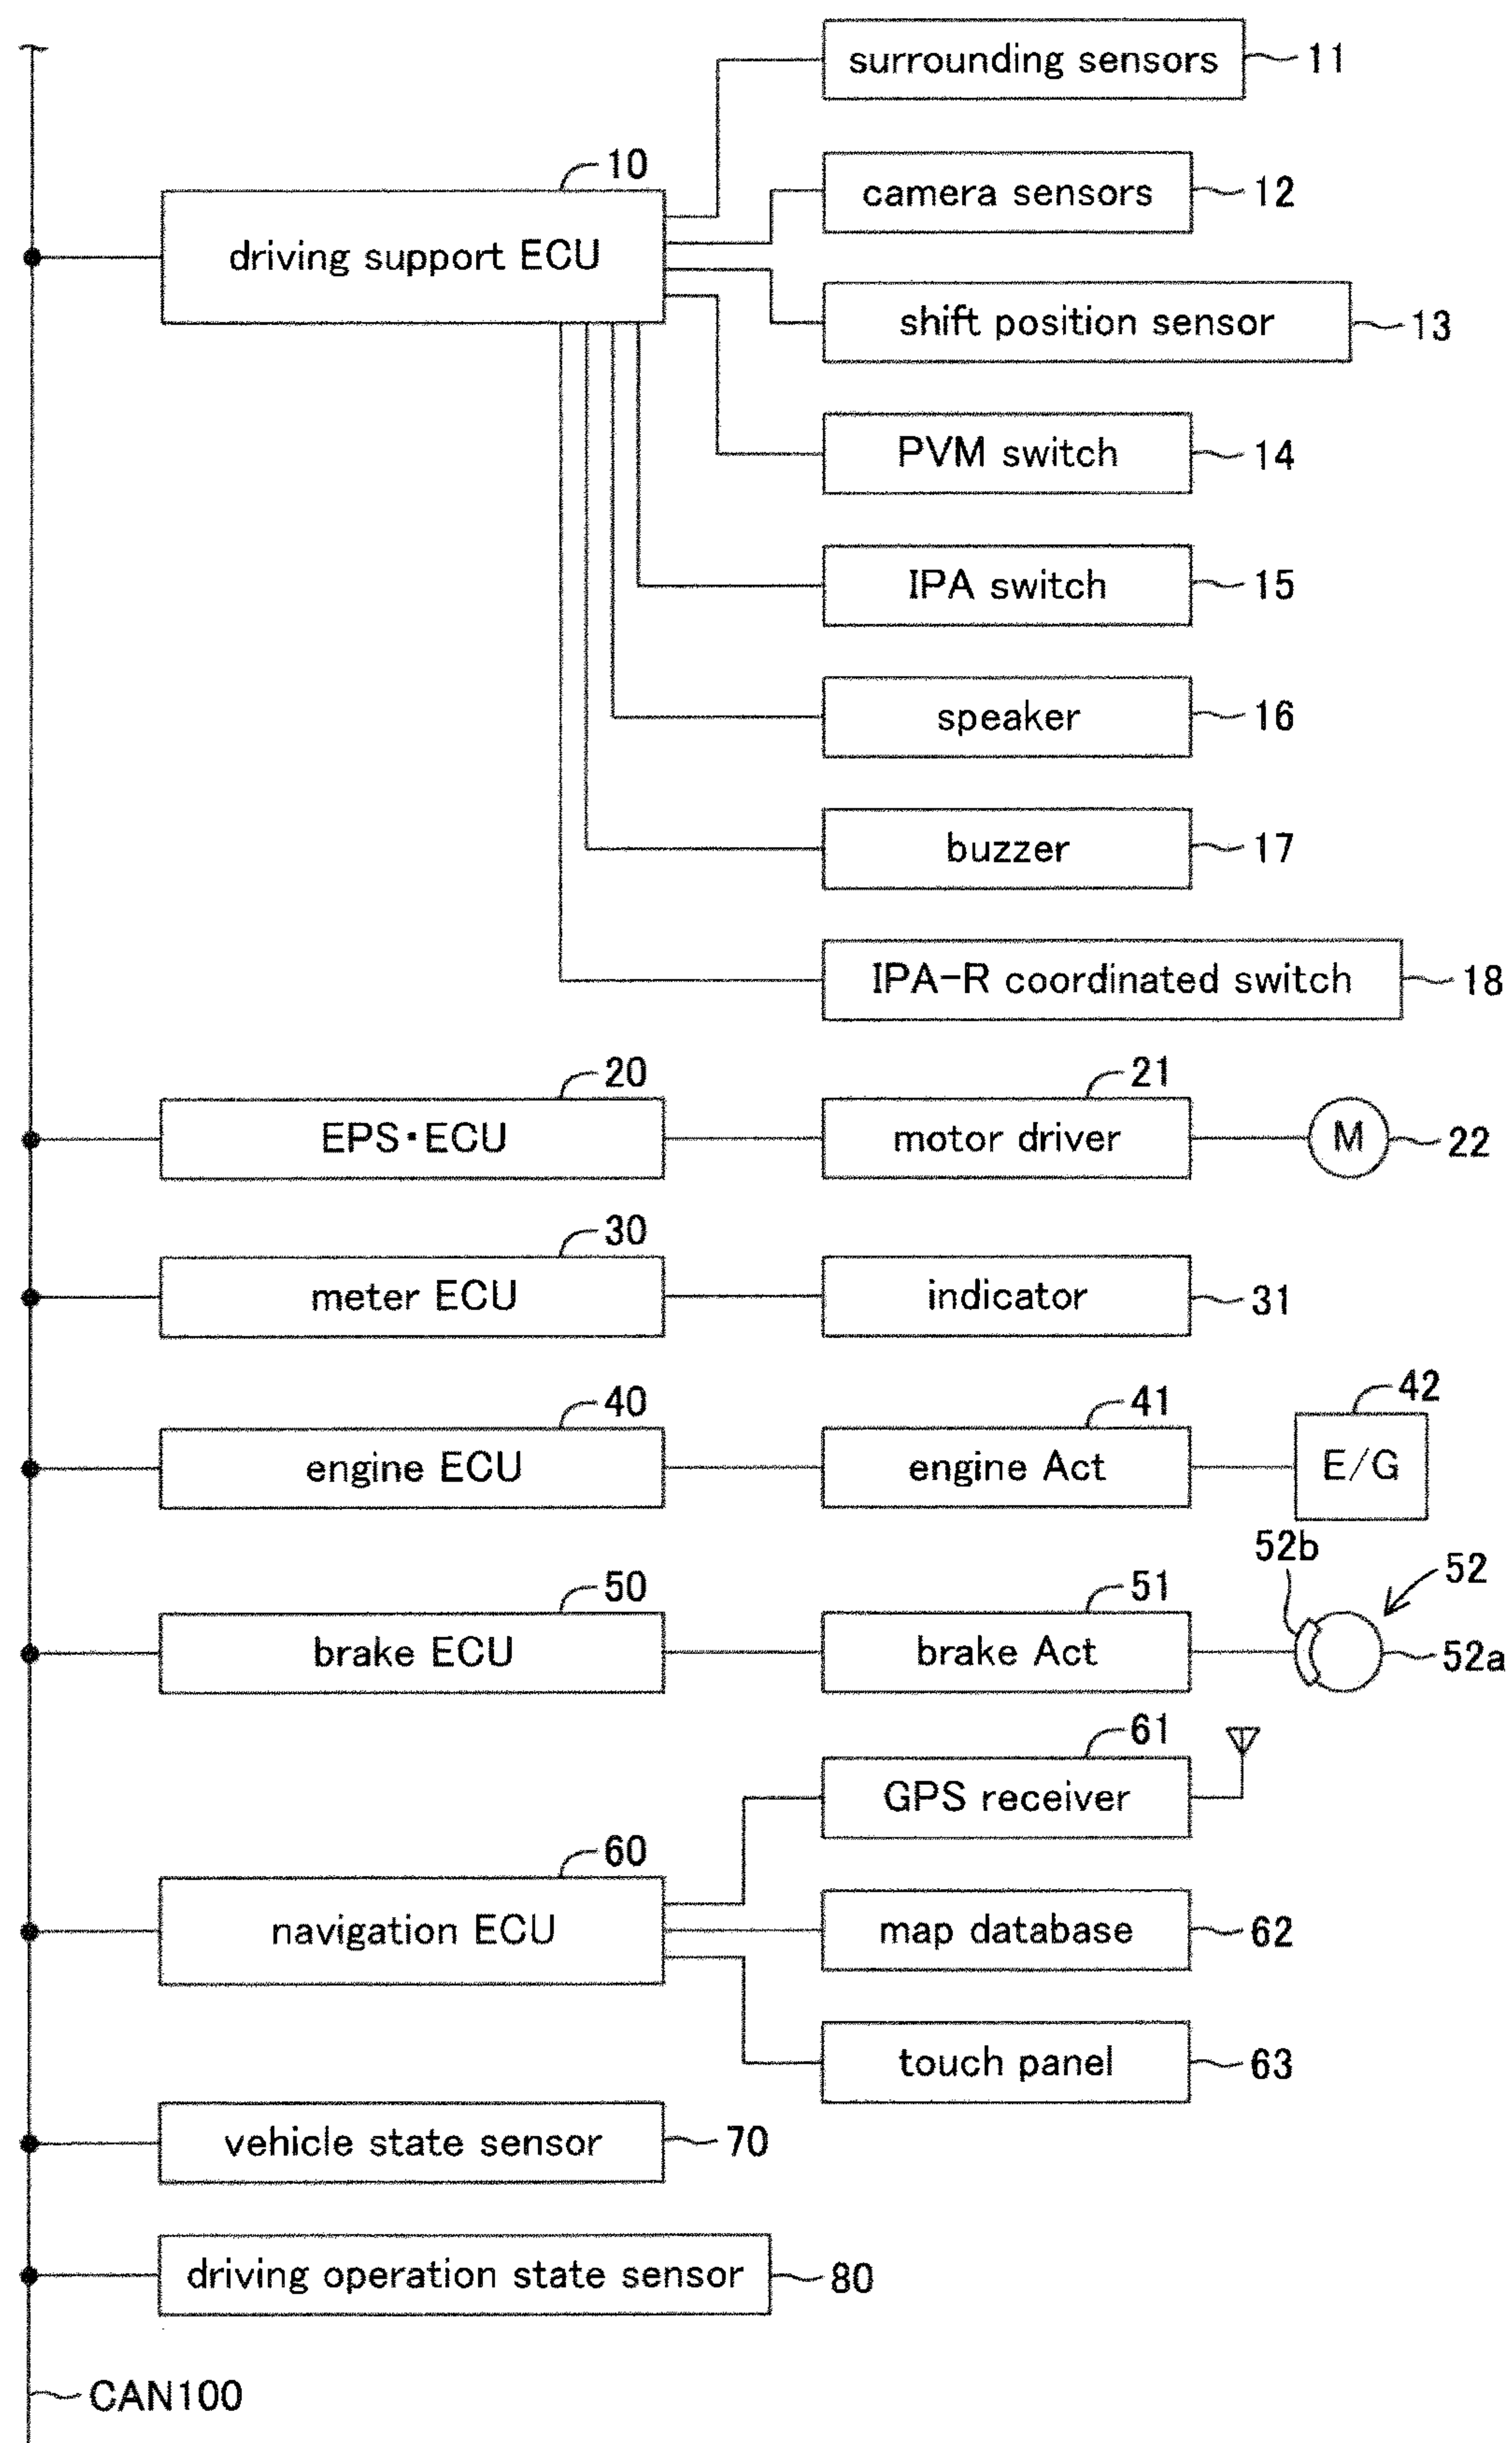 surrounding sensors 11
10
camera sensors 12
driving support ECU
shift position sensor 13
PVM switch 14
IPA switch 15
speaker 16
buzzer 17
IPA-R coordinated switch 18
20 21
EPS・ECU motor driver M 22
30
meter ECU indicator 31
40 41 42
engine ECU engine Act E/G
52b 52
50 51
brake ECU brake Act 52a
61
GPS receiver
60
navigation ECU map database 62
touch panel 63
vehicle state sensor 70
driving operation state sensor 80
CAN100